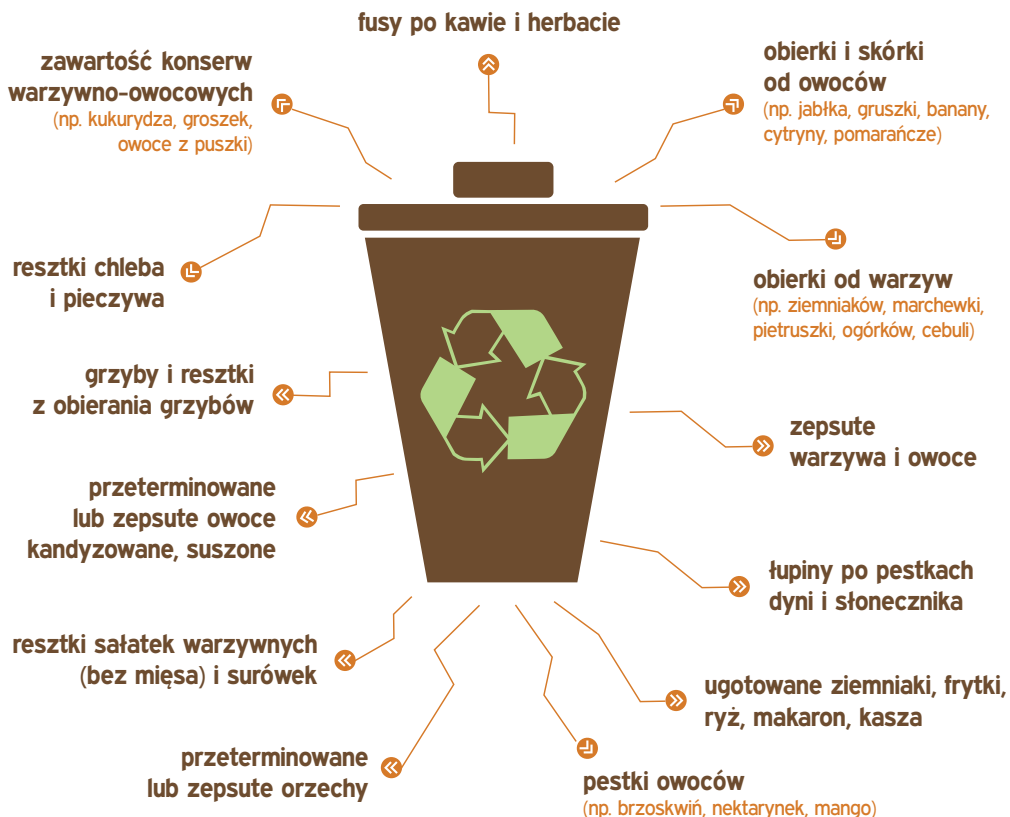 fusy po kawie i herbacie
zawartość konserw
warzywno-owocowych
(np. kukurydza, groszek,
owoce z puszki)
obierki i skórki
od owoców
(np. jabłka, gruszki, banany,
cytryny, pomarańcze)
resztki chleba
i pieczywa
obierki od warzyw
(np. ziemniaków, marchewki,
pietruszki, ogórków, cebuli)
grzyby i resztki
z obierania grzybów
zepsute
warzywa i owoce
przeterminowane
lub zepsute owoce
kandyzowane, suszone
łupiny po pestkach
dyni i słonecznika
resztki sałatek warzywnych
(bez mięsa) i surówek
ugotowane ziemniaki, frytki,
ryż, makaron, kasza
przeterminowane
lub zepsute orzechy
pestki owoców
(np. brzoskwiń, nektarynek, mango)